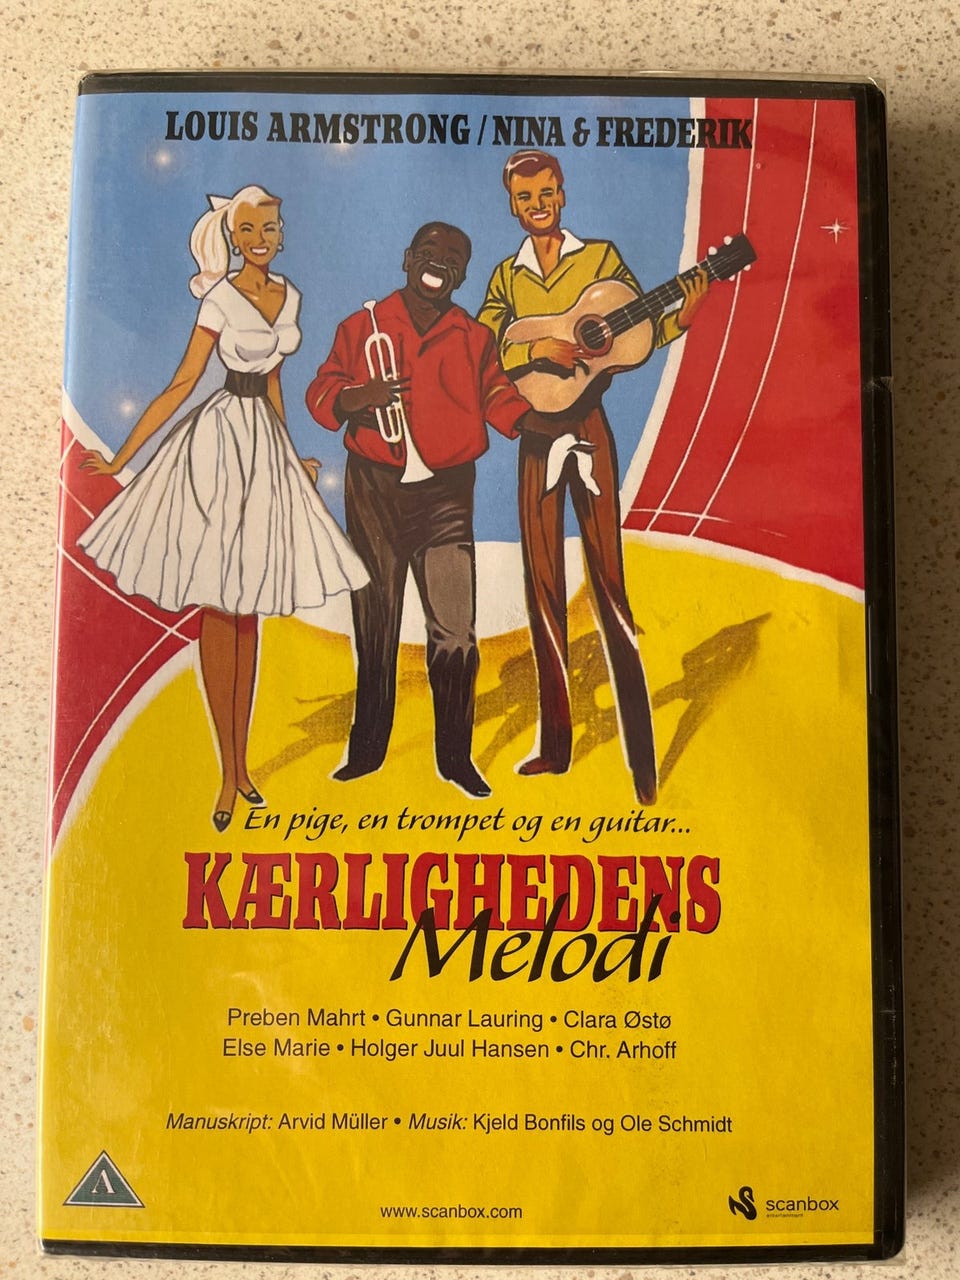 LOUIS ARMSTRONG / NINA & FREDERIK
En pige, en trompet og en guitar...
KÆRLIGHEDENS
Melodi
Preben Mahrt • Gunnar Lauring • Clara Østø
Else Marie • Holger Juul Hansen • Chr. Arhoff
Manuskript: Arvid Müller • Musik: Kjeld Bonfils og Ole Schmidt
A
www.scanbox.com
scanbox
entertainment